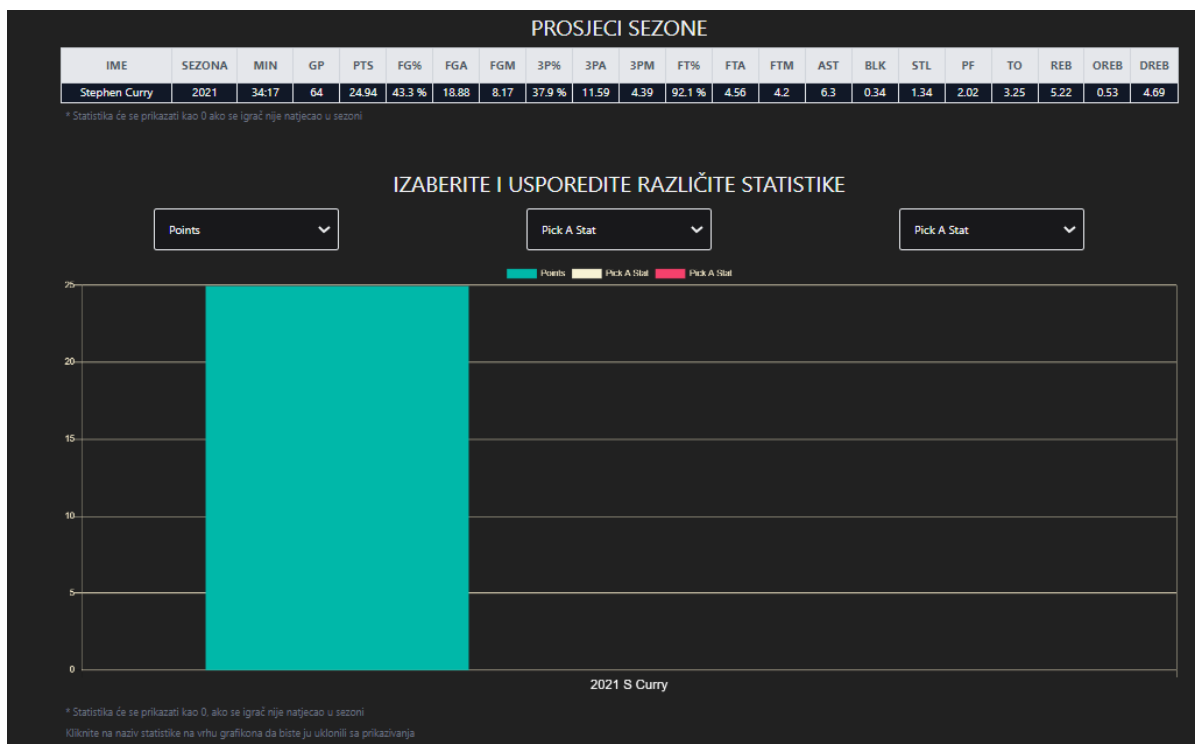 PROSJECI SEZONE
IME SEZONA MIN GP PTS FG% FGA FGM 3P% 3PA 3PM FT% FTA FTM AST BLK STL PF TO REB OREB DREB
Stephen Curry 2021 34:17 64 24.94 43.3 % 18.88 8.17 37.9 % 11.59 4.39 92.1 % 4.56 4.2 6.3 0.34 1.34 2.02 3.25 5.22 0.53 4.69
* Statistika će se prikazati kao 0 ako se igrač nije natjecao u sezoni
IZABERITE I USPOREDITE RAZLIČITE STATISTIKE
Points Pick A Stat Pick A Stat
Points Pick A Stat Pick A Stat
25
20
15
10
5
0
2021 S Curry
* Statistika će se prikazati kao 0, ako se igrač nije natjecao u sezoni
Kliknite na naziv statistike na vrhu grafikona da biste ju uklonili sa prikazivanja